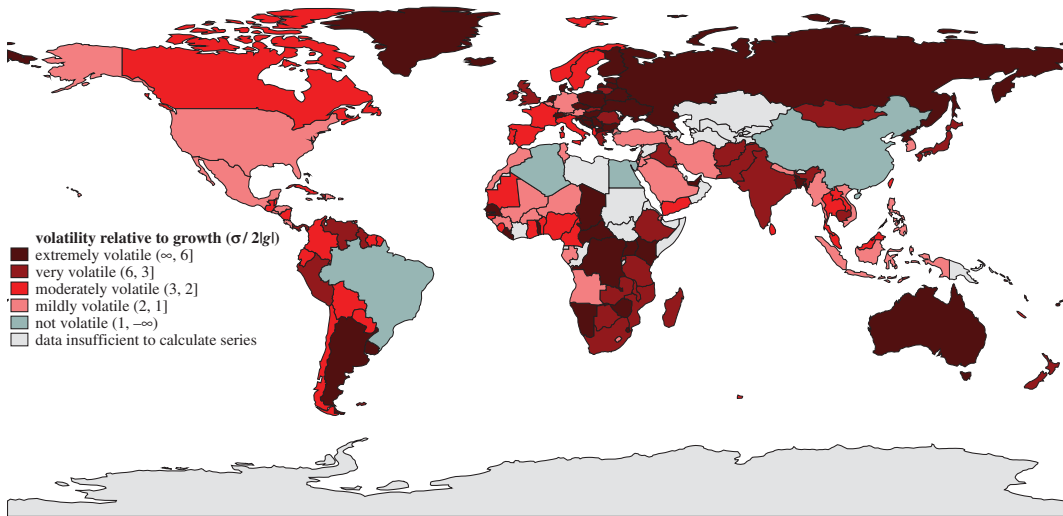 volatility relative to growth (σ/ 2|g|)
extremely volatile (∞, 6]
very volatile (6, 3]
moderately volatile (3, 2]
mildly volatile (2, 1]
not volatile (1, –∞)
data insufficient to calculate series